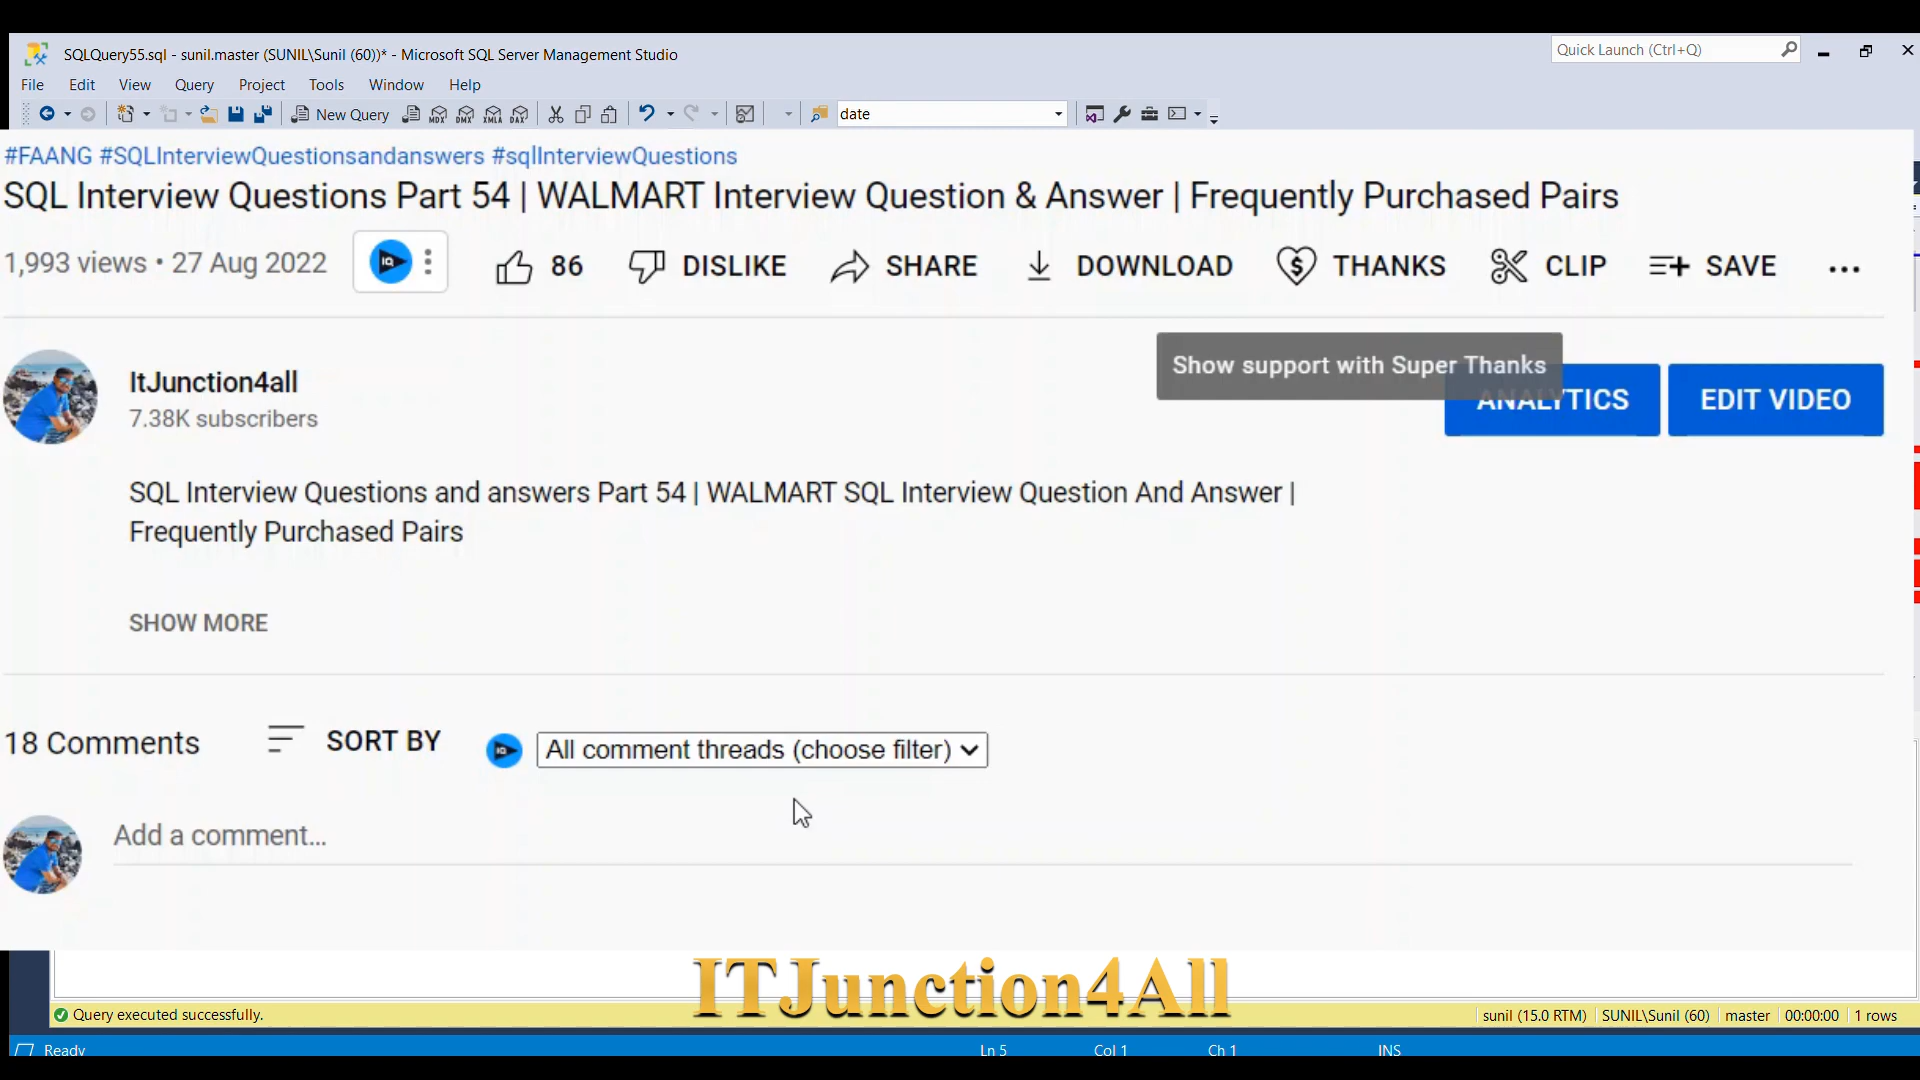 SQLQuery55.sql - sunil.master (SUNIL\Sunil (60))* - Microsoft SQL Server Management Studio
Quick Launch (Ctrl+Q)
File Edit View Query Project Tools Window Help
New Query MDX DMX XMLA DAX date
#FAANG #SQLInterviewQuestionsandanswers #sqlInterviewQuestions
SQL Interview Questions Part 54 | WALMART Interview Question & Answer | Frequently Purchased Pairs
1,993 views • 27 Aug 2022 86 DISLIKE SHARE DOWNLOAD THANKS CLIP SAVE ...
Show support with Super Thanks
ItJunction4all
7.38K subscribers
ANALYTICS EDIT VIDEO
SQL Interview Questions and answers Part 54 | WALMART SQL Interview Question And Answer |
Frequently Purchased Pairs
SHOW MORE
18 Comments SORT BY All comment threads (choose filter)
Add a comment...
ITJunction4All
Query executed successfully. sunil (15.0 RTM) SUNIL\Sunil (60) master 00:00:00 1 rows
Ready Ln 5 Col 1 Ch 1 INS